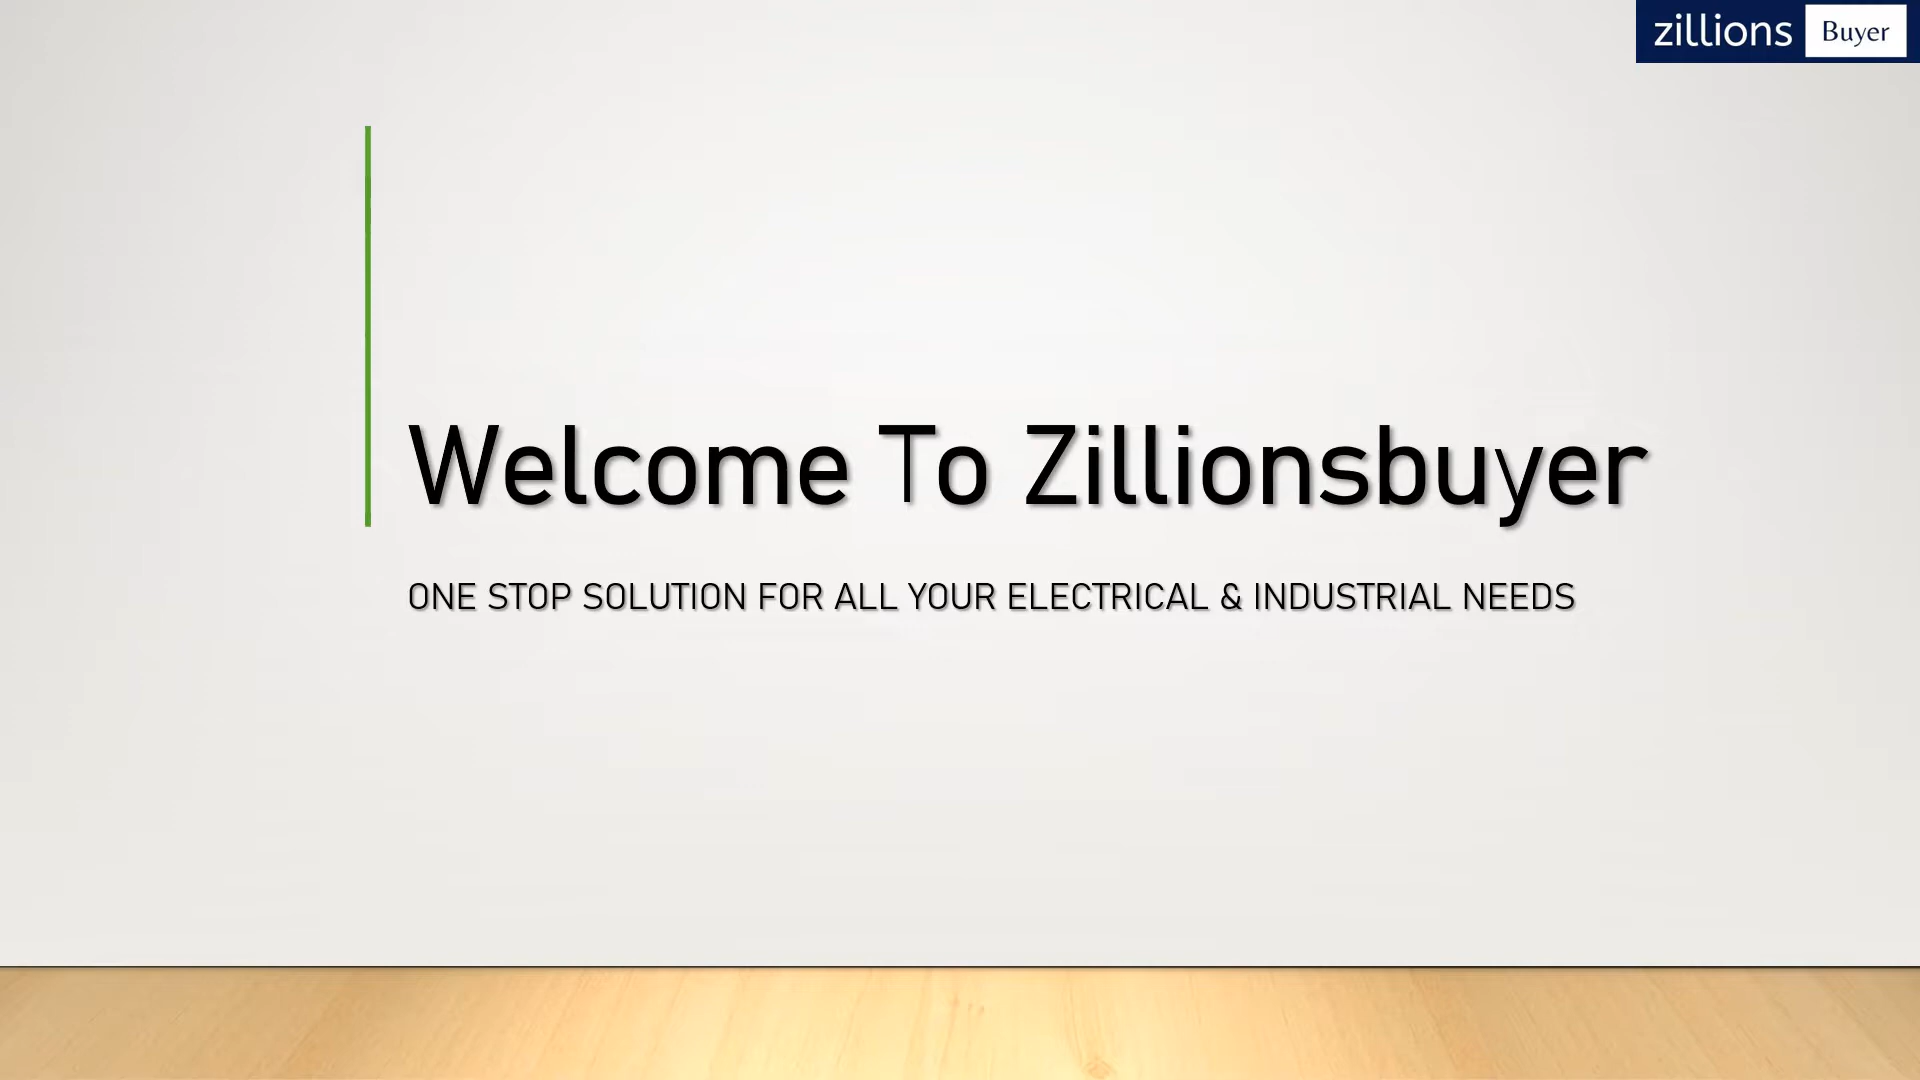 zillions Buyer
Welcome To Zillionsbuyer
ONE STOP SOLUTION FOR ALL YOUR ELECTRICAL & INDUSTRIAL NEEDS